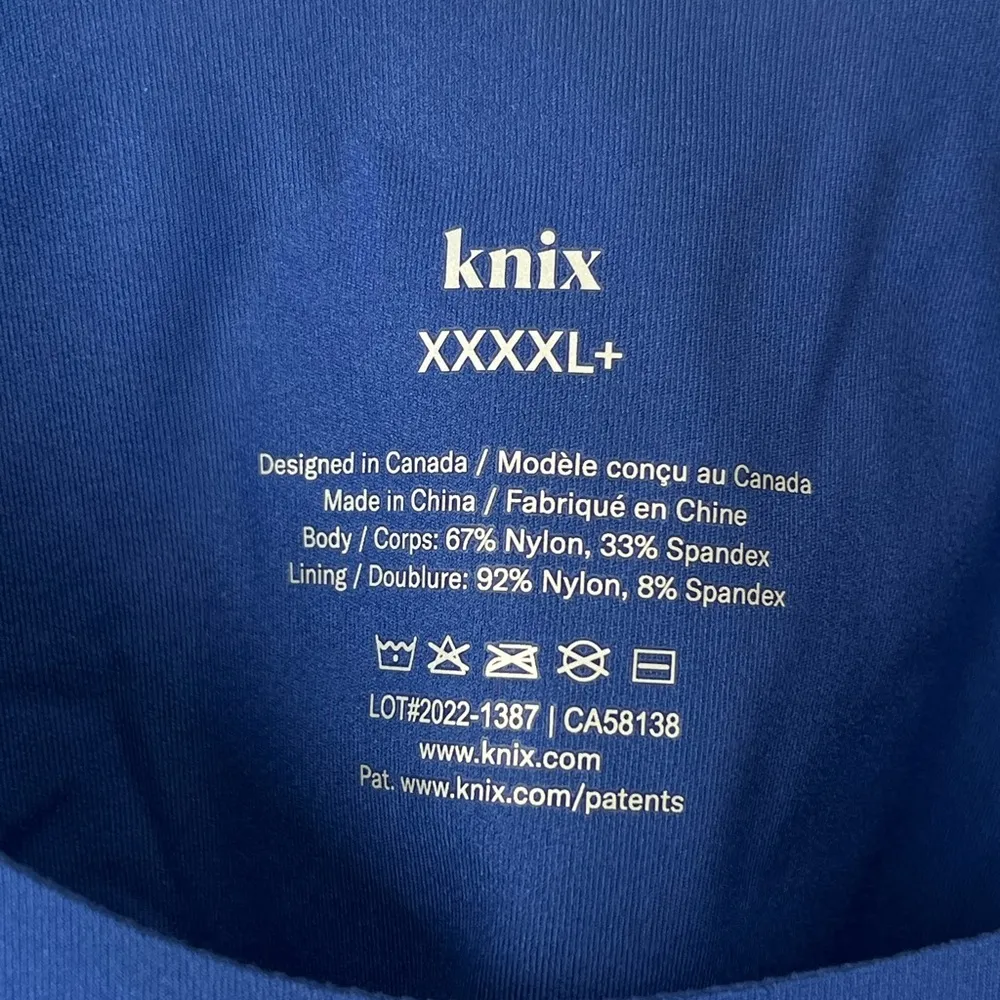 knix
XXXXL+
Designed in Canada / Modèle conçu au Canada
Made in China / Fabriqué en Chine
Body / Corps: 67% Nylon, 33% Spandex
Lining / Doublure: 92% Nylon, 8% Spandex
LOT#2022-1387 | CA58138
www.knix.com
Pat. www.knix.com/patents